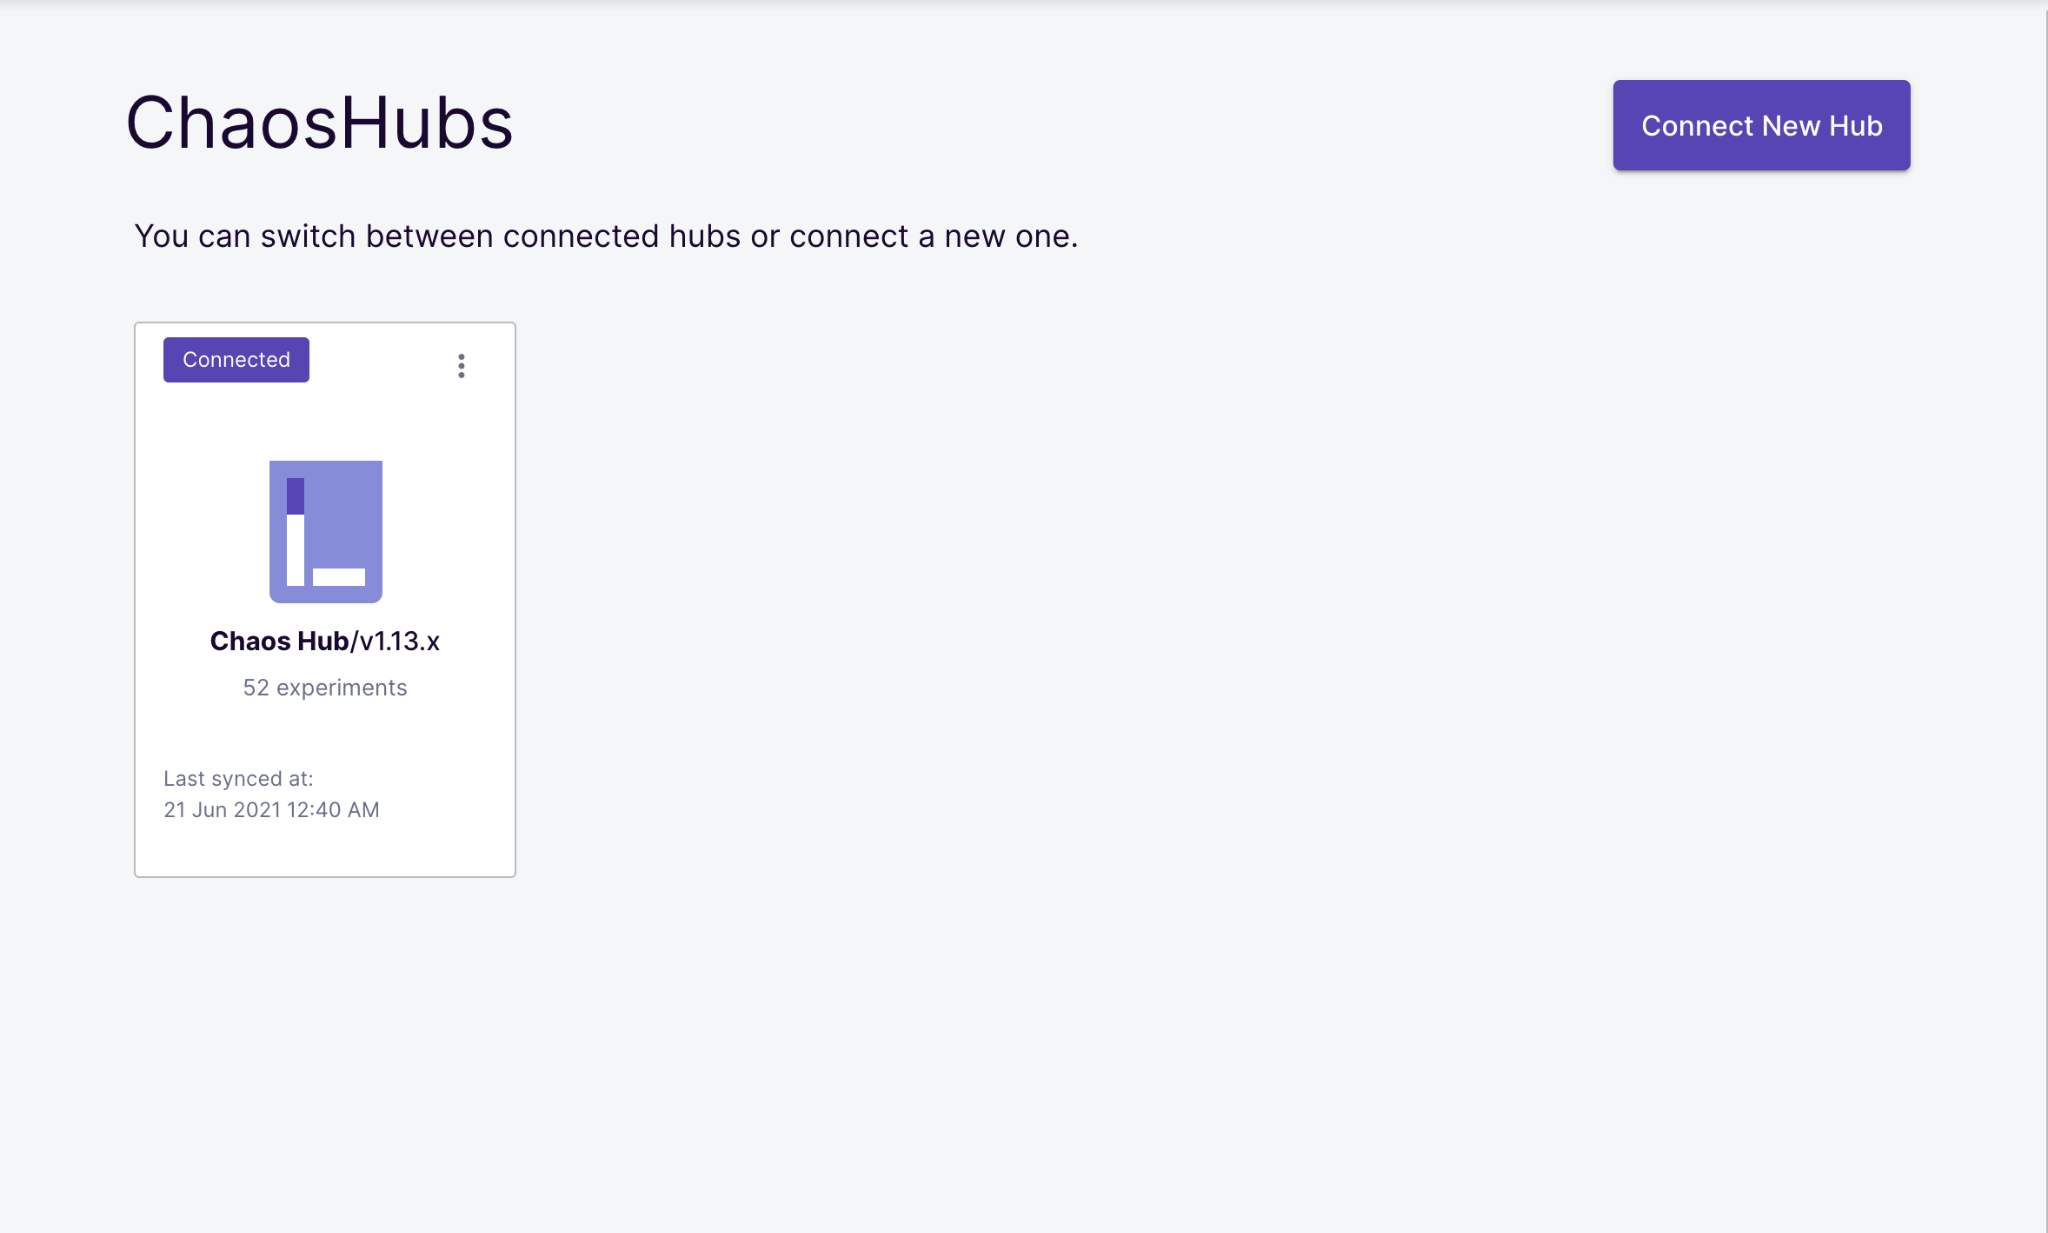 ChaosHubs
Connect New Hub
You can switch between connected hubs or connect a new one.
Connected
Chaos Hub/v1.13.x
52 experiments
Last synced at:
21 Jun 2021 12:40 AM